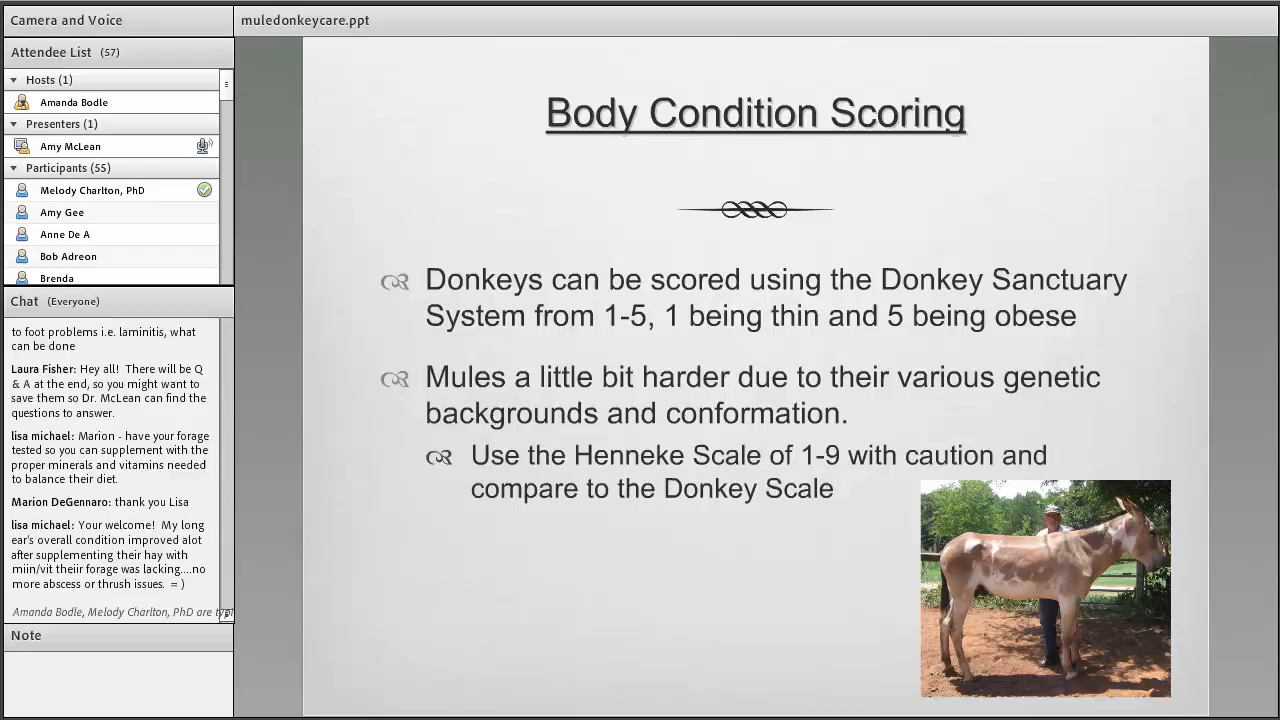 Camera and Voice
muledonkeycare.ppt
Attendee List (57)
Hosts (1)
Amanda Bodle
Presenters (1)
Amy McLean
Participants (55)
Melody Charlton, PhD
Amy Gee
Anne De A
Bob Adreon
Brenda
Chat (Everyone)
to foot problems i.e. laminitis, what
can be done
Laura Fisher: Hey all! There will be Q
& A at the end, so you might want to
save them so Dr. McLean can find the
questions to answer.
lisa michael: Marion - have your forage
tested so you can supplement with the
proper minerals and vitamins needed
to balance their diet.
Marion DeGennaro: thank you Lisa
lisa michael: Your welcome! My long
ear's overall condition improved alot
after supplementing their hay with
miin/vit theiir forage was lacking....no
more abscess or thrush issues. = )
Amanda Bodle, Melody Charlton, PhD are
Note
Body Condition Scoring
Donkeys can be scored using the Donkey Sanctuary
System from 1-5, 1 being thin and 5 being obese
Mules a little bit harder due to their various genetic
backgrounds and conformation.
Use the Henneke Scale of 1-9 with caution and
compare to the Donkey Scale